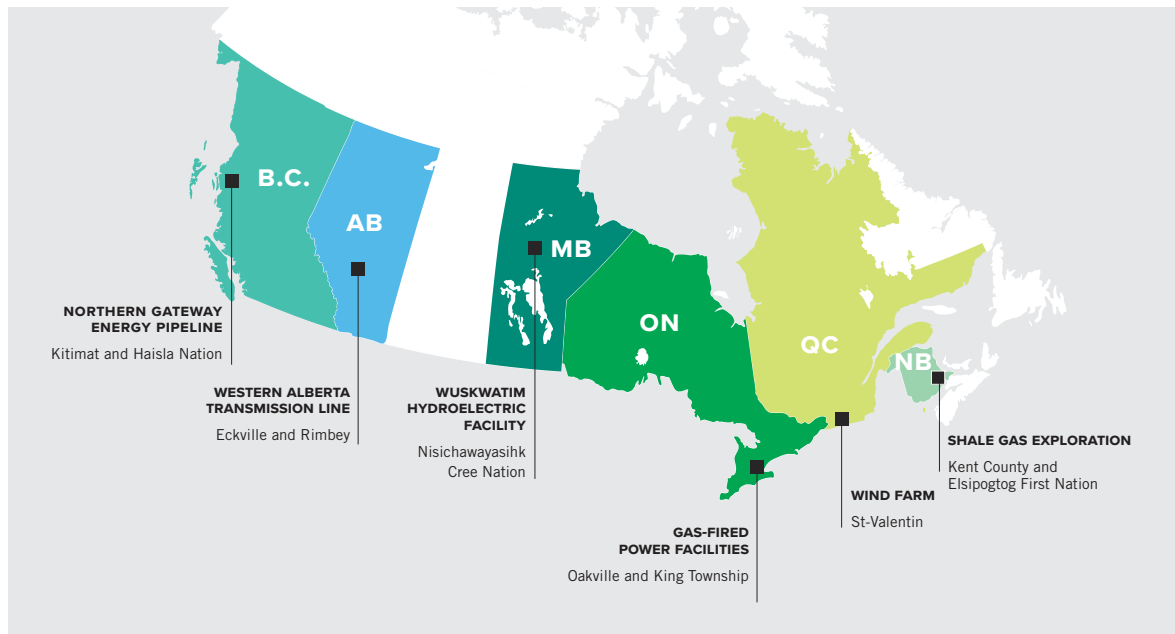 B.C.
AB
MB
ON
QC
NB
NORTHERN GATEWAY
ENERGY PIPELINE
Kitimat and Haisla Nation
WESTERN ALBERTA
TRANSMISSION LINE
Eckville and Rimbey
WUSKWATIM
HYDROELECTRIC
FACILITY
Nisichawayasihk
Cree Nation
GAS-FIRED
POWER FACILITIES
Oakville and King Township
WIND FARM
St-Valentin
SHALE GAS EXPLORATION
Kent County and
Elsipogtog First Nation